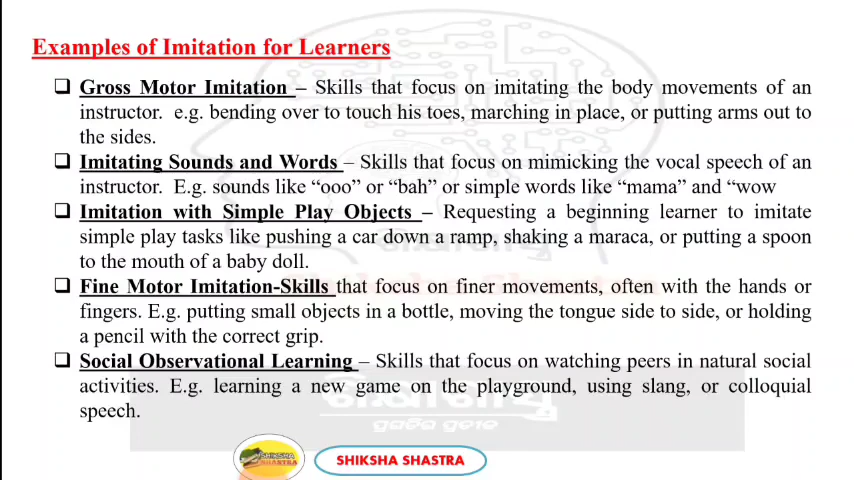 Examples of Imitation for Learners
❑ Gross Motor Imitation – Skills that focus on imitating the body movements of an
instructor. e.g. bending over to touch his toes, marching in place, or putting arms out to
the sides.
❑ Imitating Sounds and Words – Skills that focus on mimicking the vocal speech of an
instructor. E.g. sounds like “ooo” or “bah” or simple words like “mama” and “wow
❑ Imitation with Simple Play Objects – Requesting a beginning learner to imitate
simple play tasks like pushing a car down a ramp, shaking a maraca, or putting a spoon
to the mouth of a baby doll.
❑ Fine Motor Imitation-Skills that focus on finer movements, often with the hands or
fingers. E.g. putting small objects in a bottle, moving the tongue side to side, or holding
a pencil with the correct grip.
❑ Social Observational Learning – Skills that focus on watching peers in natural social
activities. E.g. learning a new game on the playground, using slang, or colloquial
speech.
SHIKSHA
SHASTRA
SHIKSHA SHASTRA